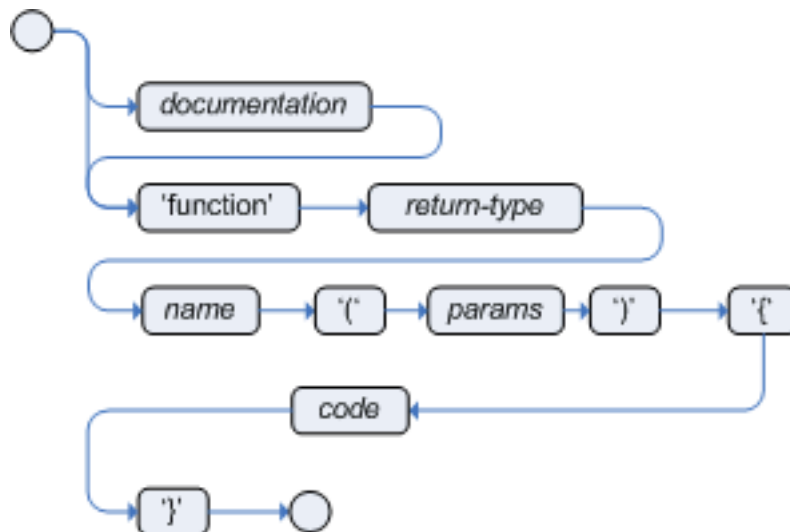 documentation
‘function’ return-type
name ‘(‘ params ‘)’ ‘{‘
code
‘}’